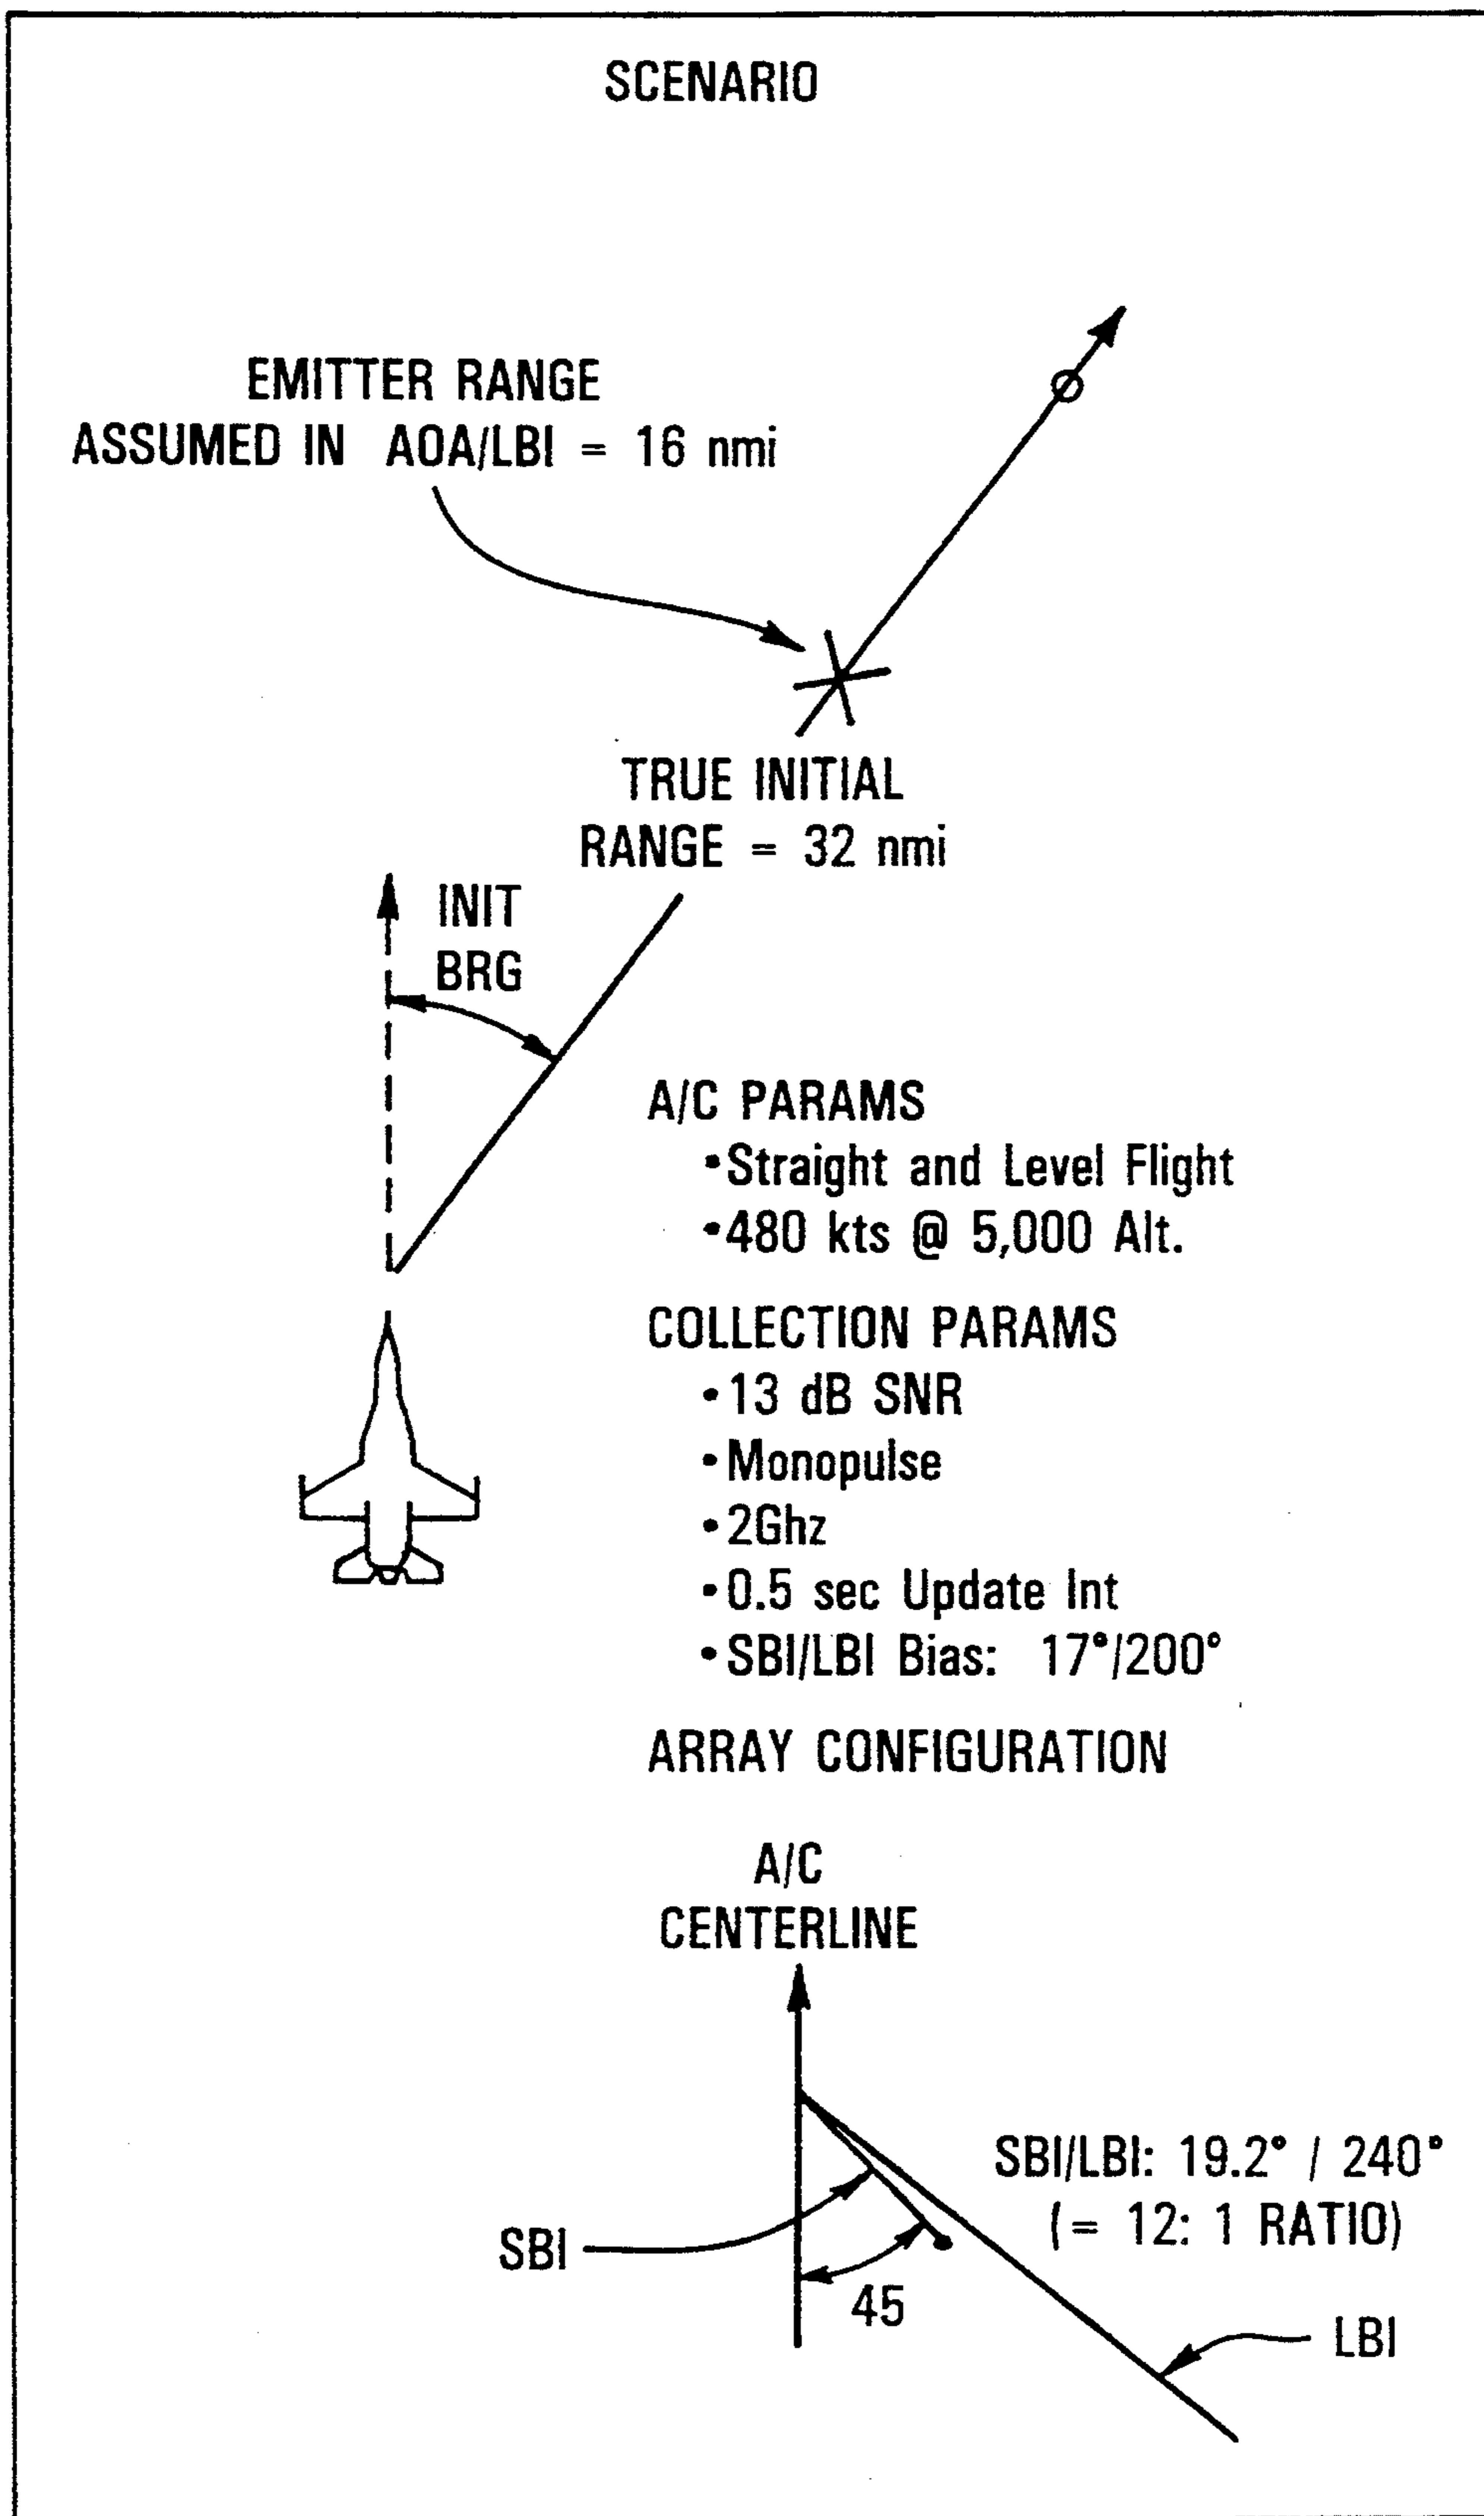 SCENARIO
EMITTER RANGE
ASSUMED IN AOA/LBI = 16 nmi
TRUE INITIAL
RANGE = 32 nmi
INIT
BRG
A/C PARAMS
•Straight and Level Flight
•480 kts @ 5,000 Alt.
COLLECTION PARAMS
•13 dB SNR
•Monopulse
•2Ghz
•0.5 sec Update Int
•SBI/LBI Bias: 17°/200°
ARRAY CONFIGURATION
A/C
CENTERLINE
SBI/LBI: 19.2° / 240°
(= 12: 1 RATIO)
SBI
45
LBI